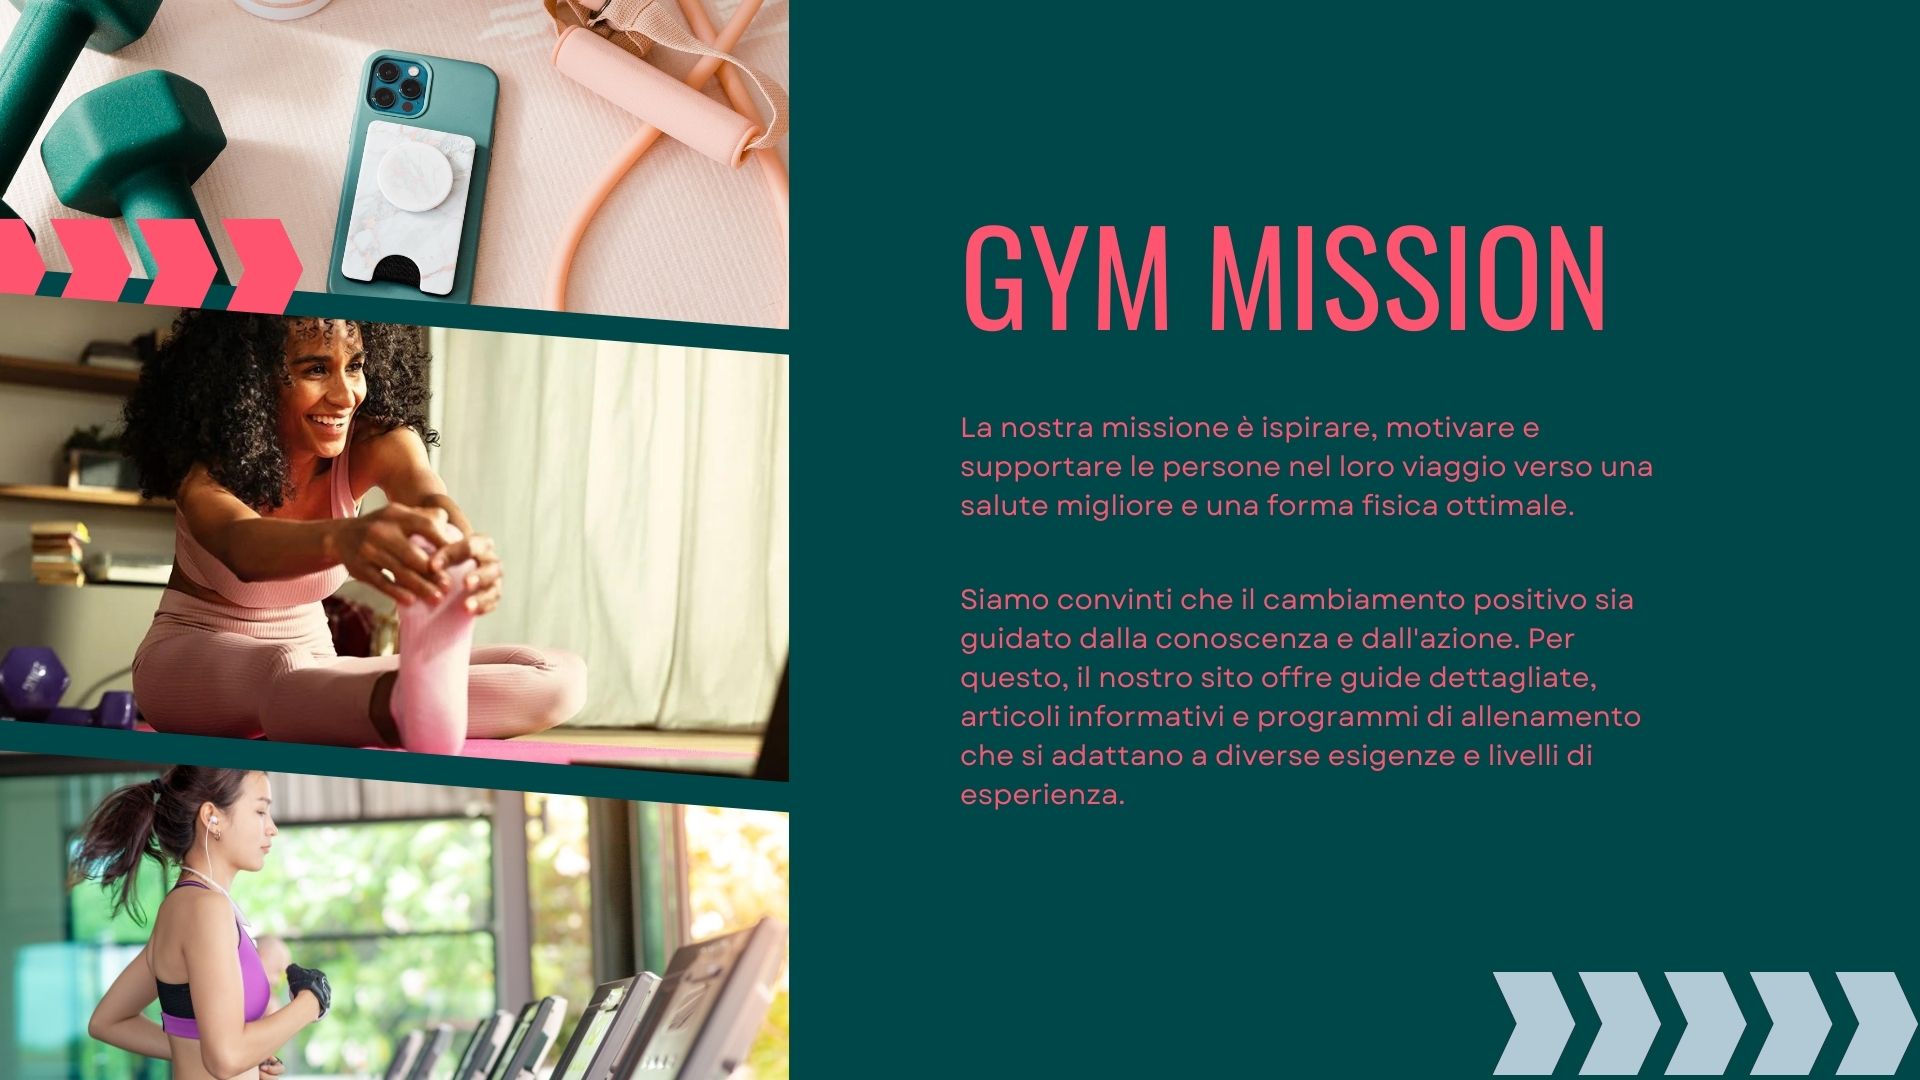 GYM MISSION
La nostra missione è ispirare, motivare e
supportare le persone nel loro viaggio verso una
salute migliore e una forma fisica ottimale.
Siamo convinti che il cambiamento positivo sia
guidato dalla conoscenza e dall'azione. Per
questo, il nostro sito offre guide dettagliate,
articoli informativi e programmi di allenamento
che si adattano a diverse esigenze e livelli di
esperienza.